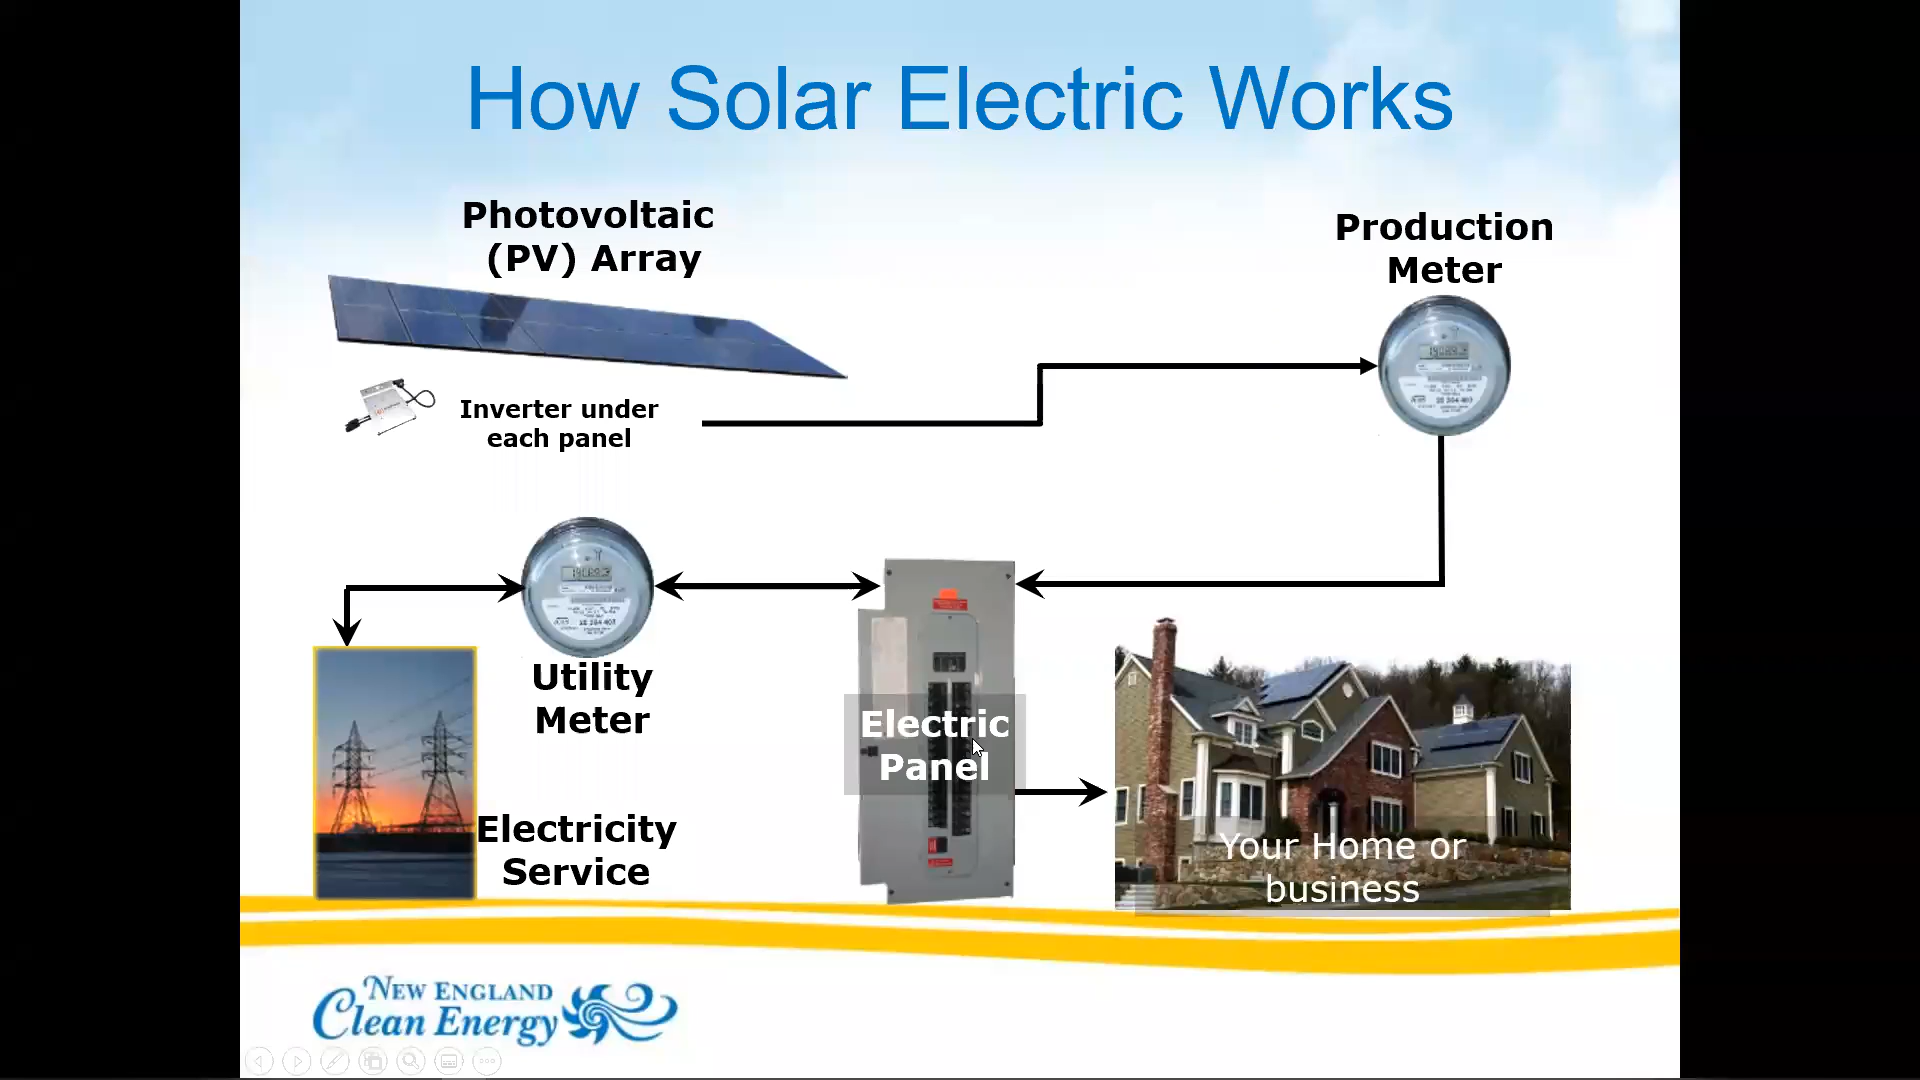 How Solar Electric Works
Photovoltaic
(PV) Array
Production
Meter
Inverter under
each panel
Utility
Meter
Electric
Panel
Electricity
Service
Your Home or
business
NEW ENGLAND
Clean Energy